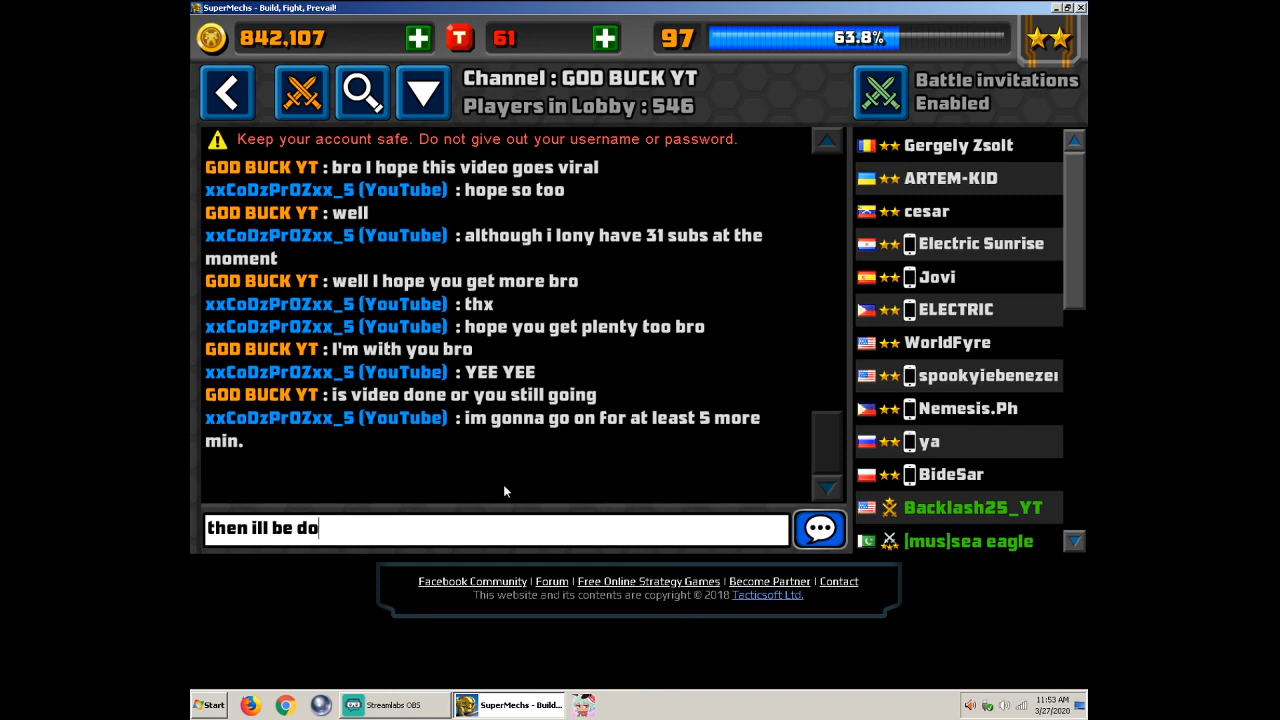 SuperMechs - Build, Fight, Prevail!
842,107
T
61
97
63.8%
Channel : GOD BUCK YT
Players in Lobby : 546
Battle invitations
Enabled
Keep your account safe. Do not give out your username or password.
GOD BUCK YT : bro I hope this video goes viral
xxCoDzPrOZxx_5 (YouTube) : hope so too
GOD BUCK YT : well
xxCoDzPrOZxx_5 (YouTube) : although i lony have 31 subs at the
moment
GOD BUCK YT : well I hope you get more bro
xxCoDzPrOZxx_5 (YouTube) : thx
xxCoDzPrOZxx_5 (YouTube) : hope you get plenty too bro
GOD BUCK YT : I'm with you bro
xxCoDzPrOZxx_5 (YouTube) : YEE YEE
GOD BUCK YT : is video done or you still going
xxCoDzPrOZxx_5 (YouTube) : im gonna go on for at least 5 more
min.
then ill be do
Gergely Zsolt
ARTEM-KID
cesar
Electric Sunrise
Jovi
ELECTRIC
WorldFyre
spookyiebenezer
Nemesis.Ph
ya
BideSar
Backlash25_YT
[mus]sea eagle
Facebook Community | Forum | Free Online Strategy Games | Become Partner | Contact
This website and its contents are copyright © 2018 Tacticsoft Ltd.
Start
Streamlabs OBS
SuperMechs - Build...
11:53 AM
3/27/2020